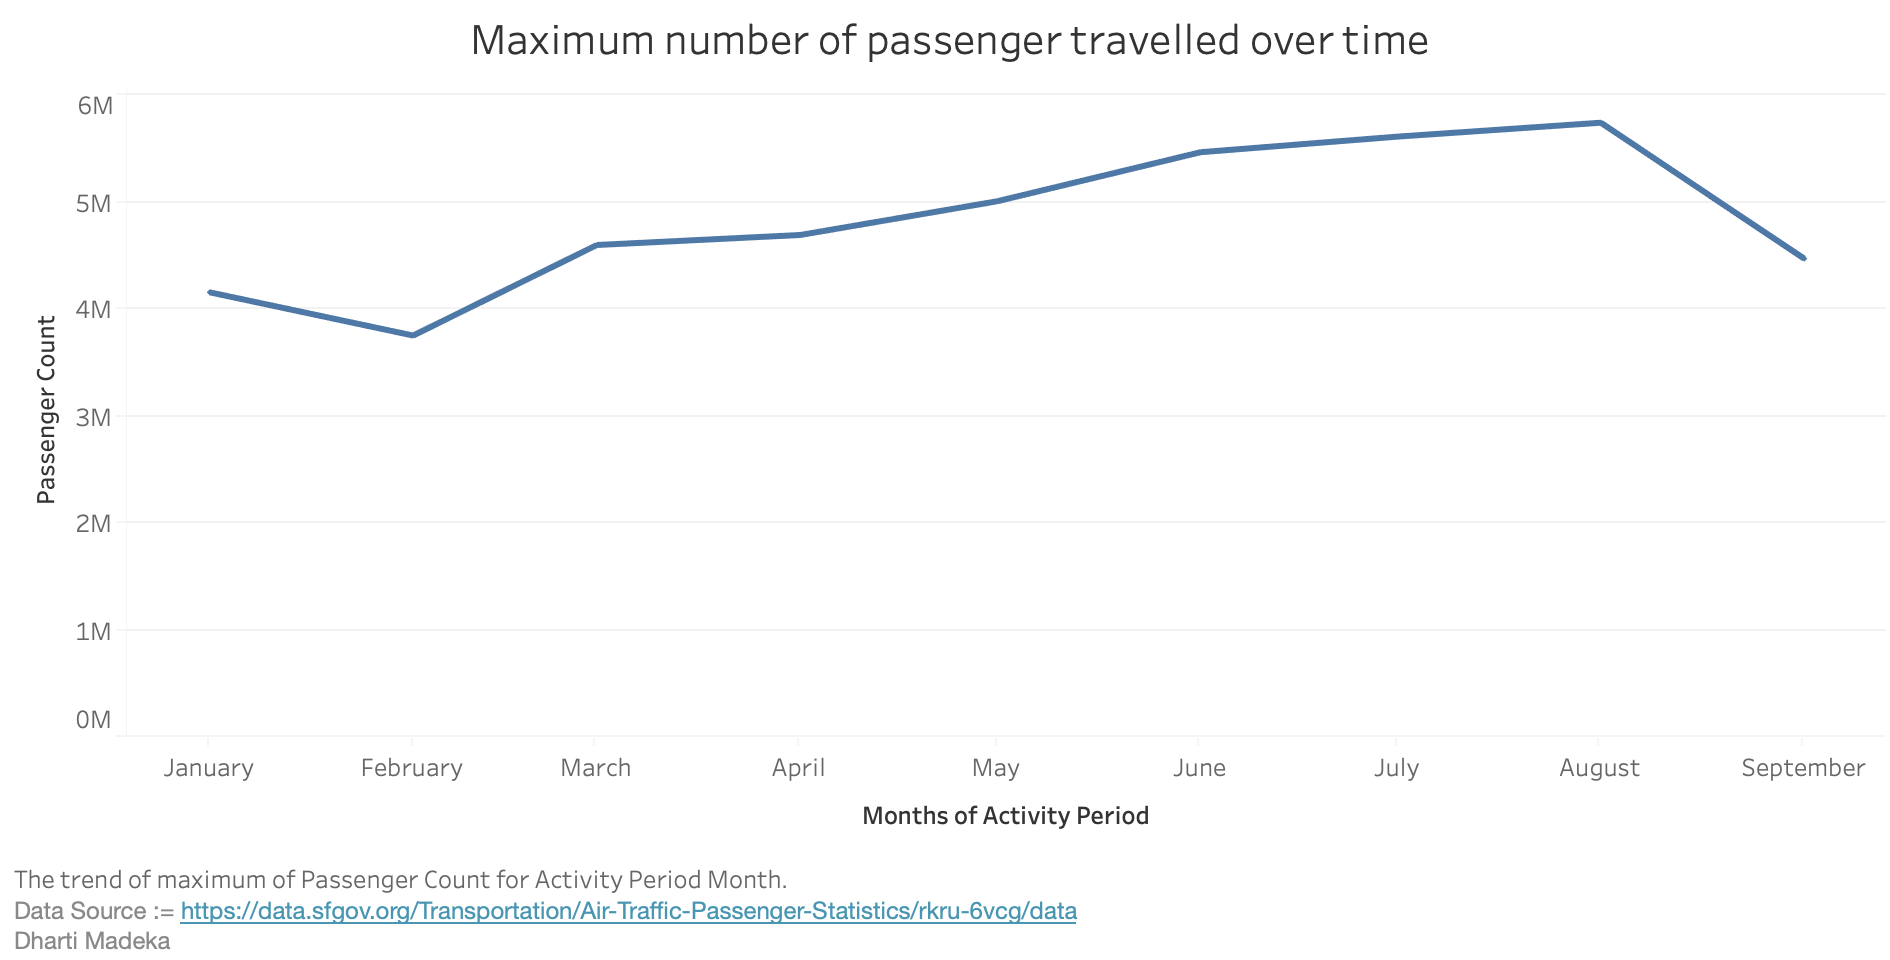 Maximum number of passenger travelled over time
6M
5M
4M
3M
2M
1M
0M
Passenger Count
January February March April May June July August September
Months of Activity Period
The trend of maximum of Passenger Count for Activity Period Month.
Data Source := https://data.sfgov.org/Transportation/Air-Traffic-Passenger-Statistics/rkru-6vcg/data
Dharti Madeka